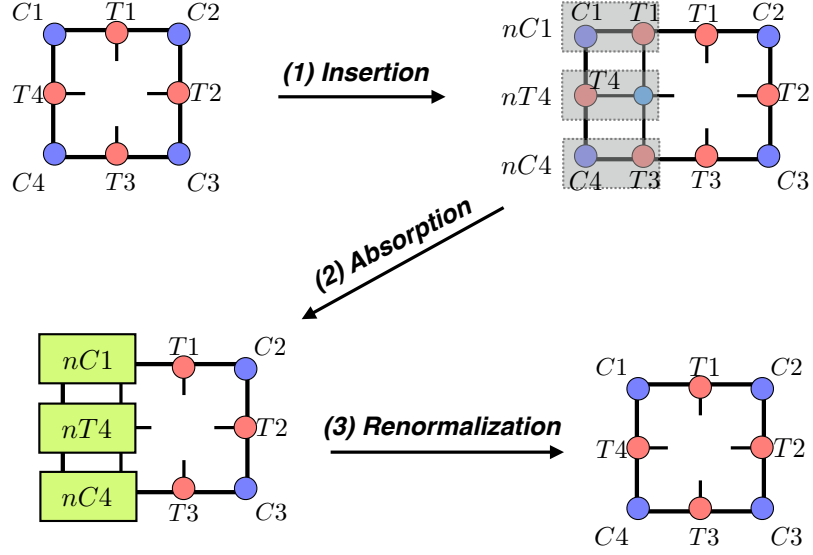 C1 T1 C2
T4 T2
C4 T3 C3
(1) Insertion
nC1 C1 T1 T1 C2
nT4 T4 T2
nC4 C4 T3 T3 C3
(2) Absorption
nC1 T1 C2
nT4 T2
nC4 T3 C3
(3) Renormalization
C1 T1 C2
T4 T2
C4 T3 C3